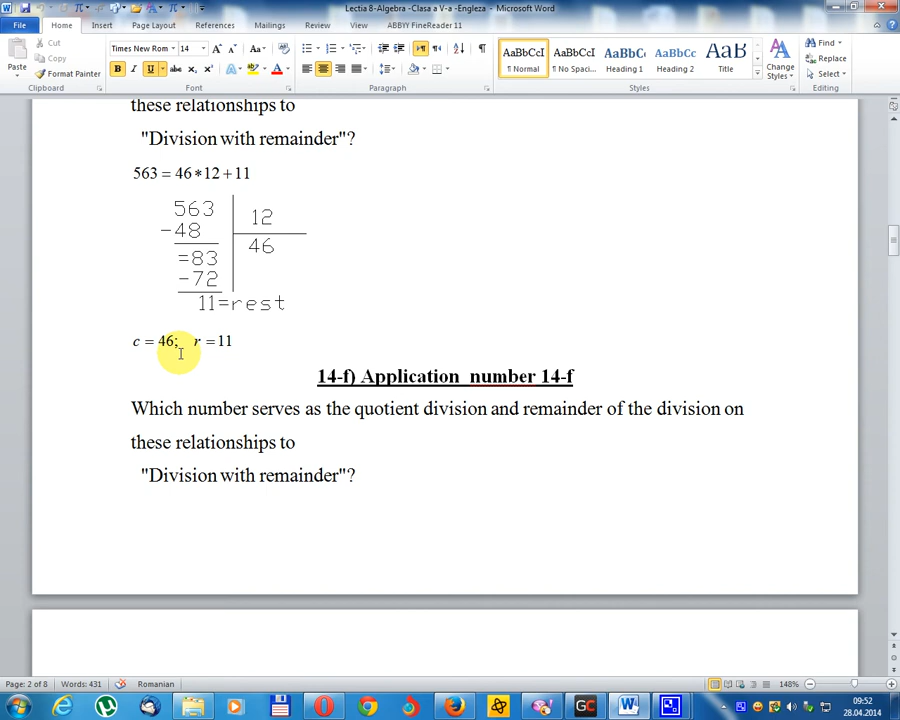 Lectia 8-Algebra -Clasa a V-a -Engleza - Microsoft Word
File Home Insert Page Layout References Mailings Review View ABBYY FineReader 11
Cut
Copy
Format Painter
Paste
Times New Rom 14
Clipboard Font Paragraph Styles Editing
AaBbCcI AaBbCcI AaBbC AaBbCc AaB
¶ Normal ¶ No Spaci... Heading 1 Heading 2 Title
Change Styles
Find
Replace
Select
these relationships to
"Division with remainder"?
563 = 46 * 12 + 11
563 12
-48 46
=83
-72
11=rest
c = 46; r = 11
14-f) Application number 14-f
Which number serves as the quotient division and remainder of the division on
these relationships to
"Division with remainder"?
Page: 2 of 8 Words: 431 Romanian 148%
09:52
28.04.2014